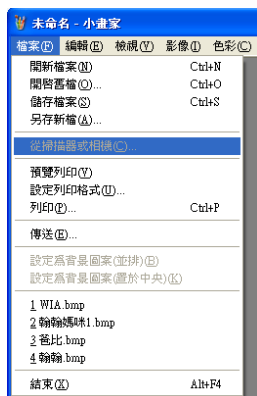 未命名 - 小畫家
檔案(F) 編輯(E) 檢視(V) 影像(I) 色彩(C)
開新檔案(N) Ctrl+N
開啓舊檔(O)... Ctrl+O
儲存檔案(S) Ctrl+S
另存新檔(A)...
從掃描器或相機(C)...
預覽列印(V)
設定列印格式(U)...
列印(P)... Ctrl+P
傳送(E)...
設定爲背景圖案(並排)(B)
設定爲背景圖案(置於中央)(K)
1 WIA.bmp
2 翰翰媽咪1.bmp
3 芭比.bmp
4 翰翰.bmp
結束(X) Alt+F4